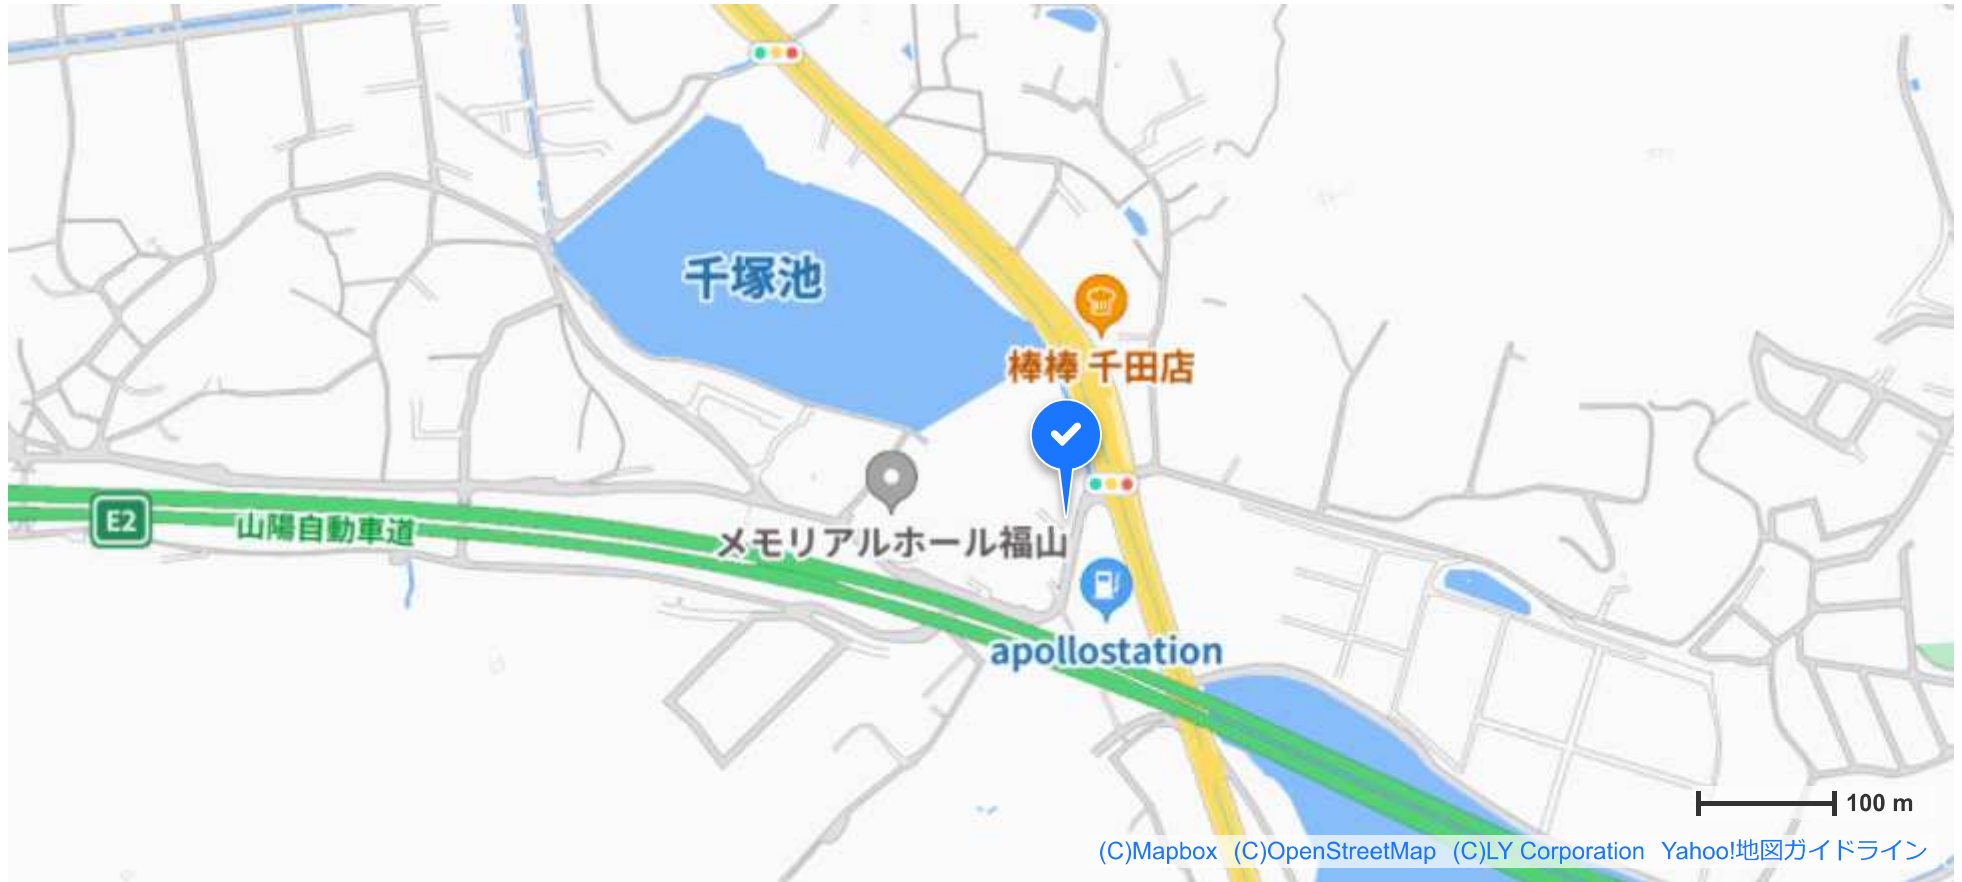 千塚池
棒棒 千田店
E2
山陽自動車道
メモリアルホール福山
apollostation
100 m
(C)Mapbox (C)OpenStreetMap (C)LY Corporation Yahoo!地図ガイドライン